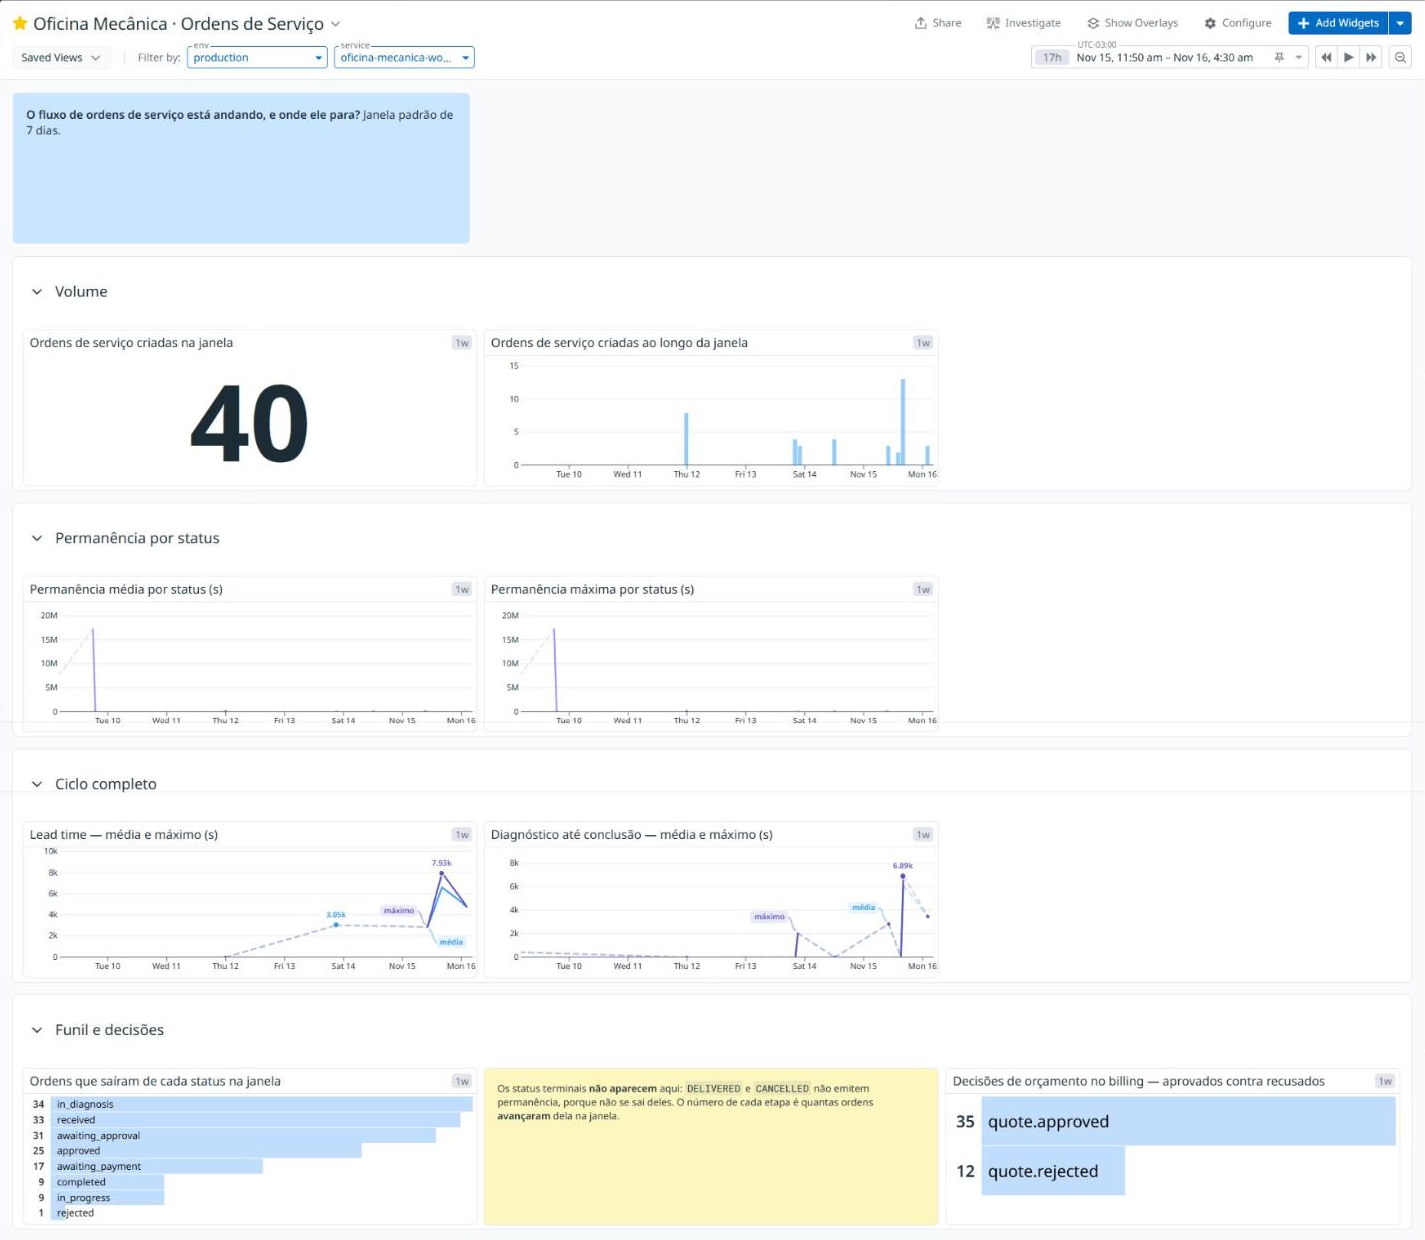 Oficina Mecânica · Ordens de Serviço
Share
Investigate
Show Overlays
Configure
Add Widgets
Saved Views
Filter by:
env
production
service
oficina-mecanica-wo...
UTC-03:00
17h
Nov 15, 11:50 am – Nov 16, 4:30 am
O fluxo de ordens de serviço está andando, e onde ele para? Janela padrão de
7 dias.
Volume
Ordens de serviço criadas na janela
1w
40
Ordens de serviço criadas ao longo da janela
1w
15
10
5
0
Tue 10 Wed 11 Thu 12 Fri 13 Sat 14 Nov 15 Mon 16
Permanência por status
Permanência média por status (s)
1w
20M
15M
10M
5M
0
Tue 10 Wed 11 Thu 12 Fri 13 Sat 14 Nov 15 Mon 16
Permanência máxima por status (s)
1w
20M
15M
10M
5M
0
Tue 10 Wed 11 Thu 12 Fri 13 Sat 14 Nov 15 Mon 16
Ciclo completo
Lead time — média e máximo (s)
1w
10k
8k
6k
4k
2k
0
7.93k
3.05k
máximo
média
Tue 10 Wed 11 Thu 12 Fri 13 Sat 14 Nov 15 Mon 16
Diagnóstico até conclusão — média e máximo (s)
1w
8k
6k
4k
2k
0
6.89k
média
máximo
Tue 10 Wed 11 Thu 12 Fri 13 Sat 14 Nov 15 Mon 16
Funil e decisões
Ordens que saíram de cada status na janela
1w
34 in_diagnosis
33 received
31 awaiting_approval
25 approved
17 awaiting_payment
9 completed
9 in_progress
1 rejected
Os status terminais não aparecem aqui: DELIVERED e CANCELLED não emitem
permanência, porque não se sai deles. O número de cada etapa é quantas ordens
avançaram dela na janela.
Decisões de orçamento no billing — aprovados contra recusados
1w
35 quote.approved
12 quote.rejected